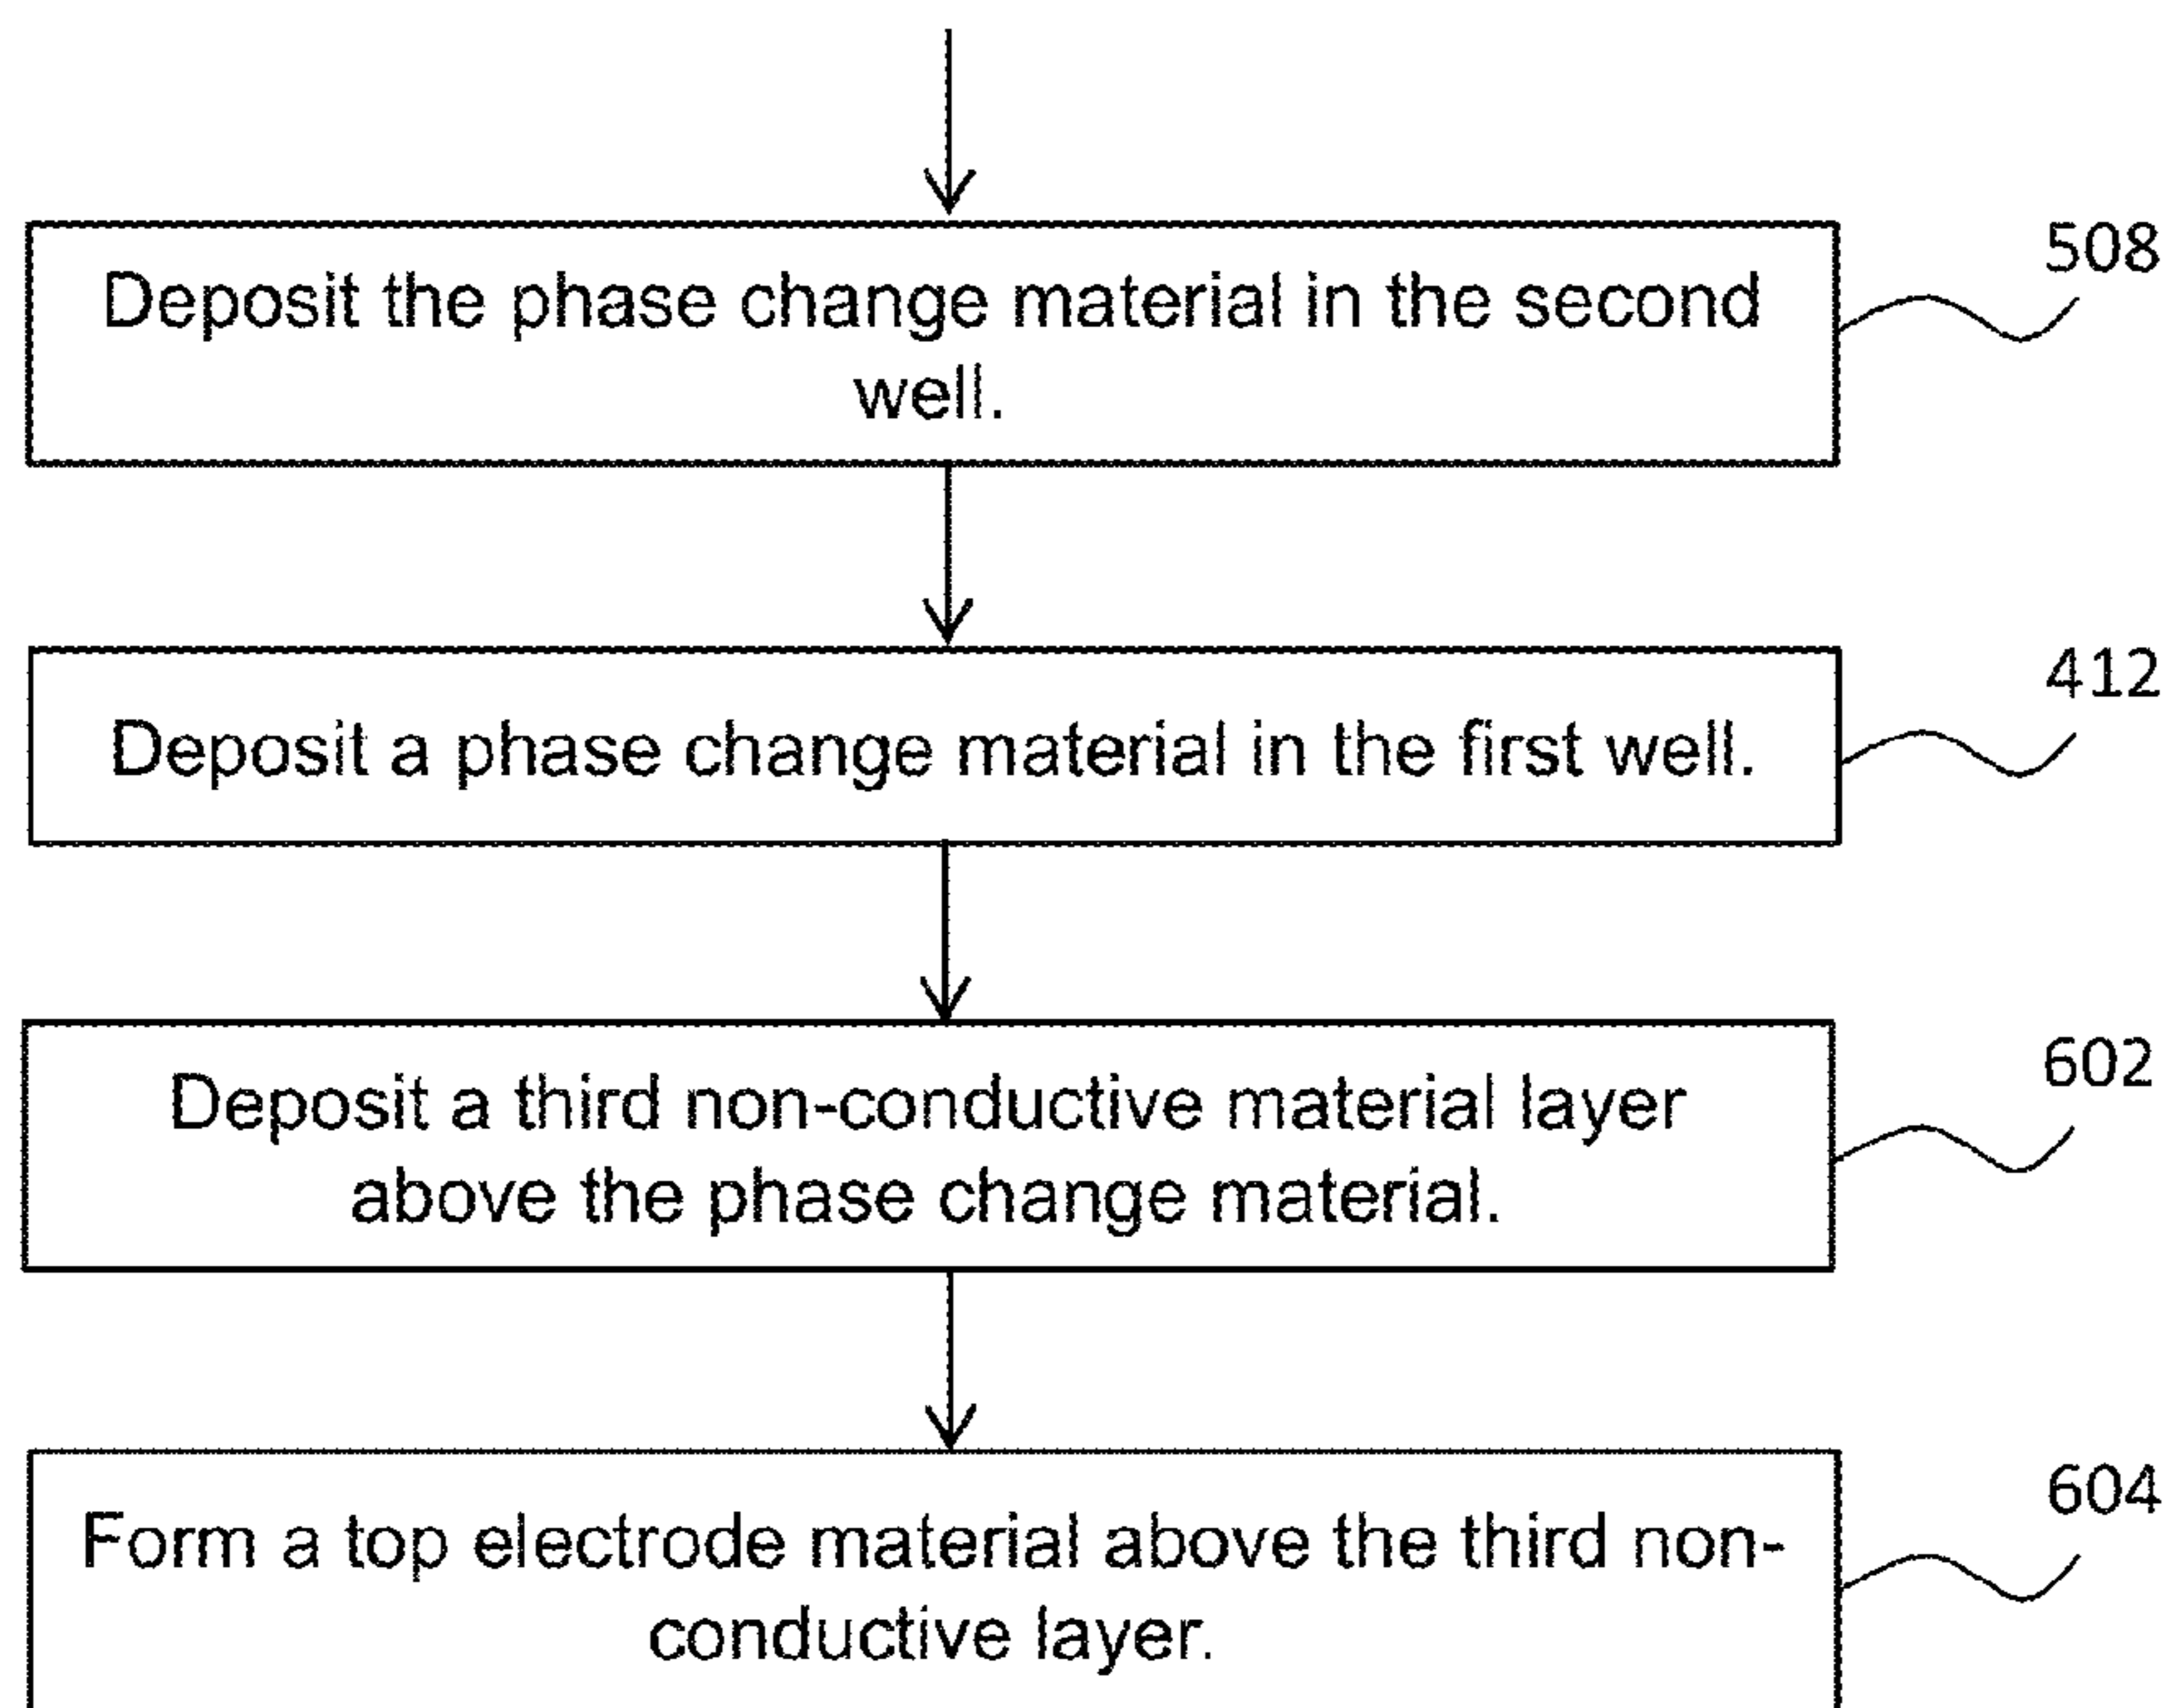 508
Deposit the phase change material in the second
well.
412
Deposit a phase change material in the first well.
602
Deposit a third non-conductive material layer
above the phase change material.
604
Form a top electrode material above the third non-
conductive layer.